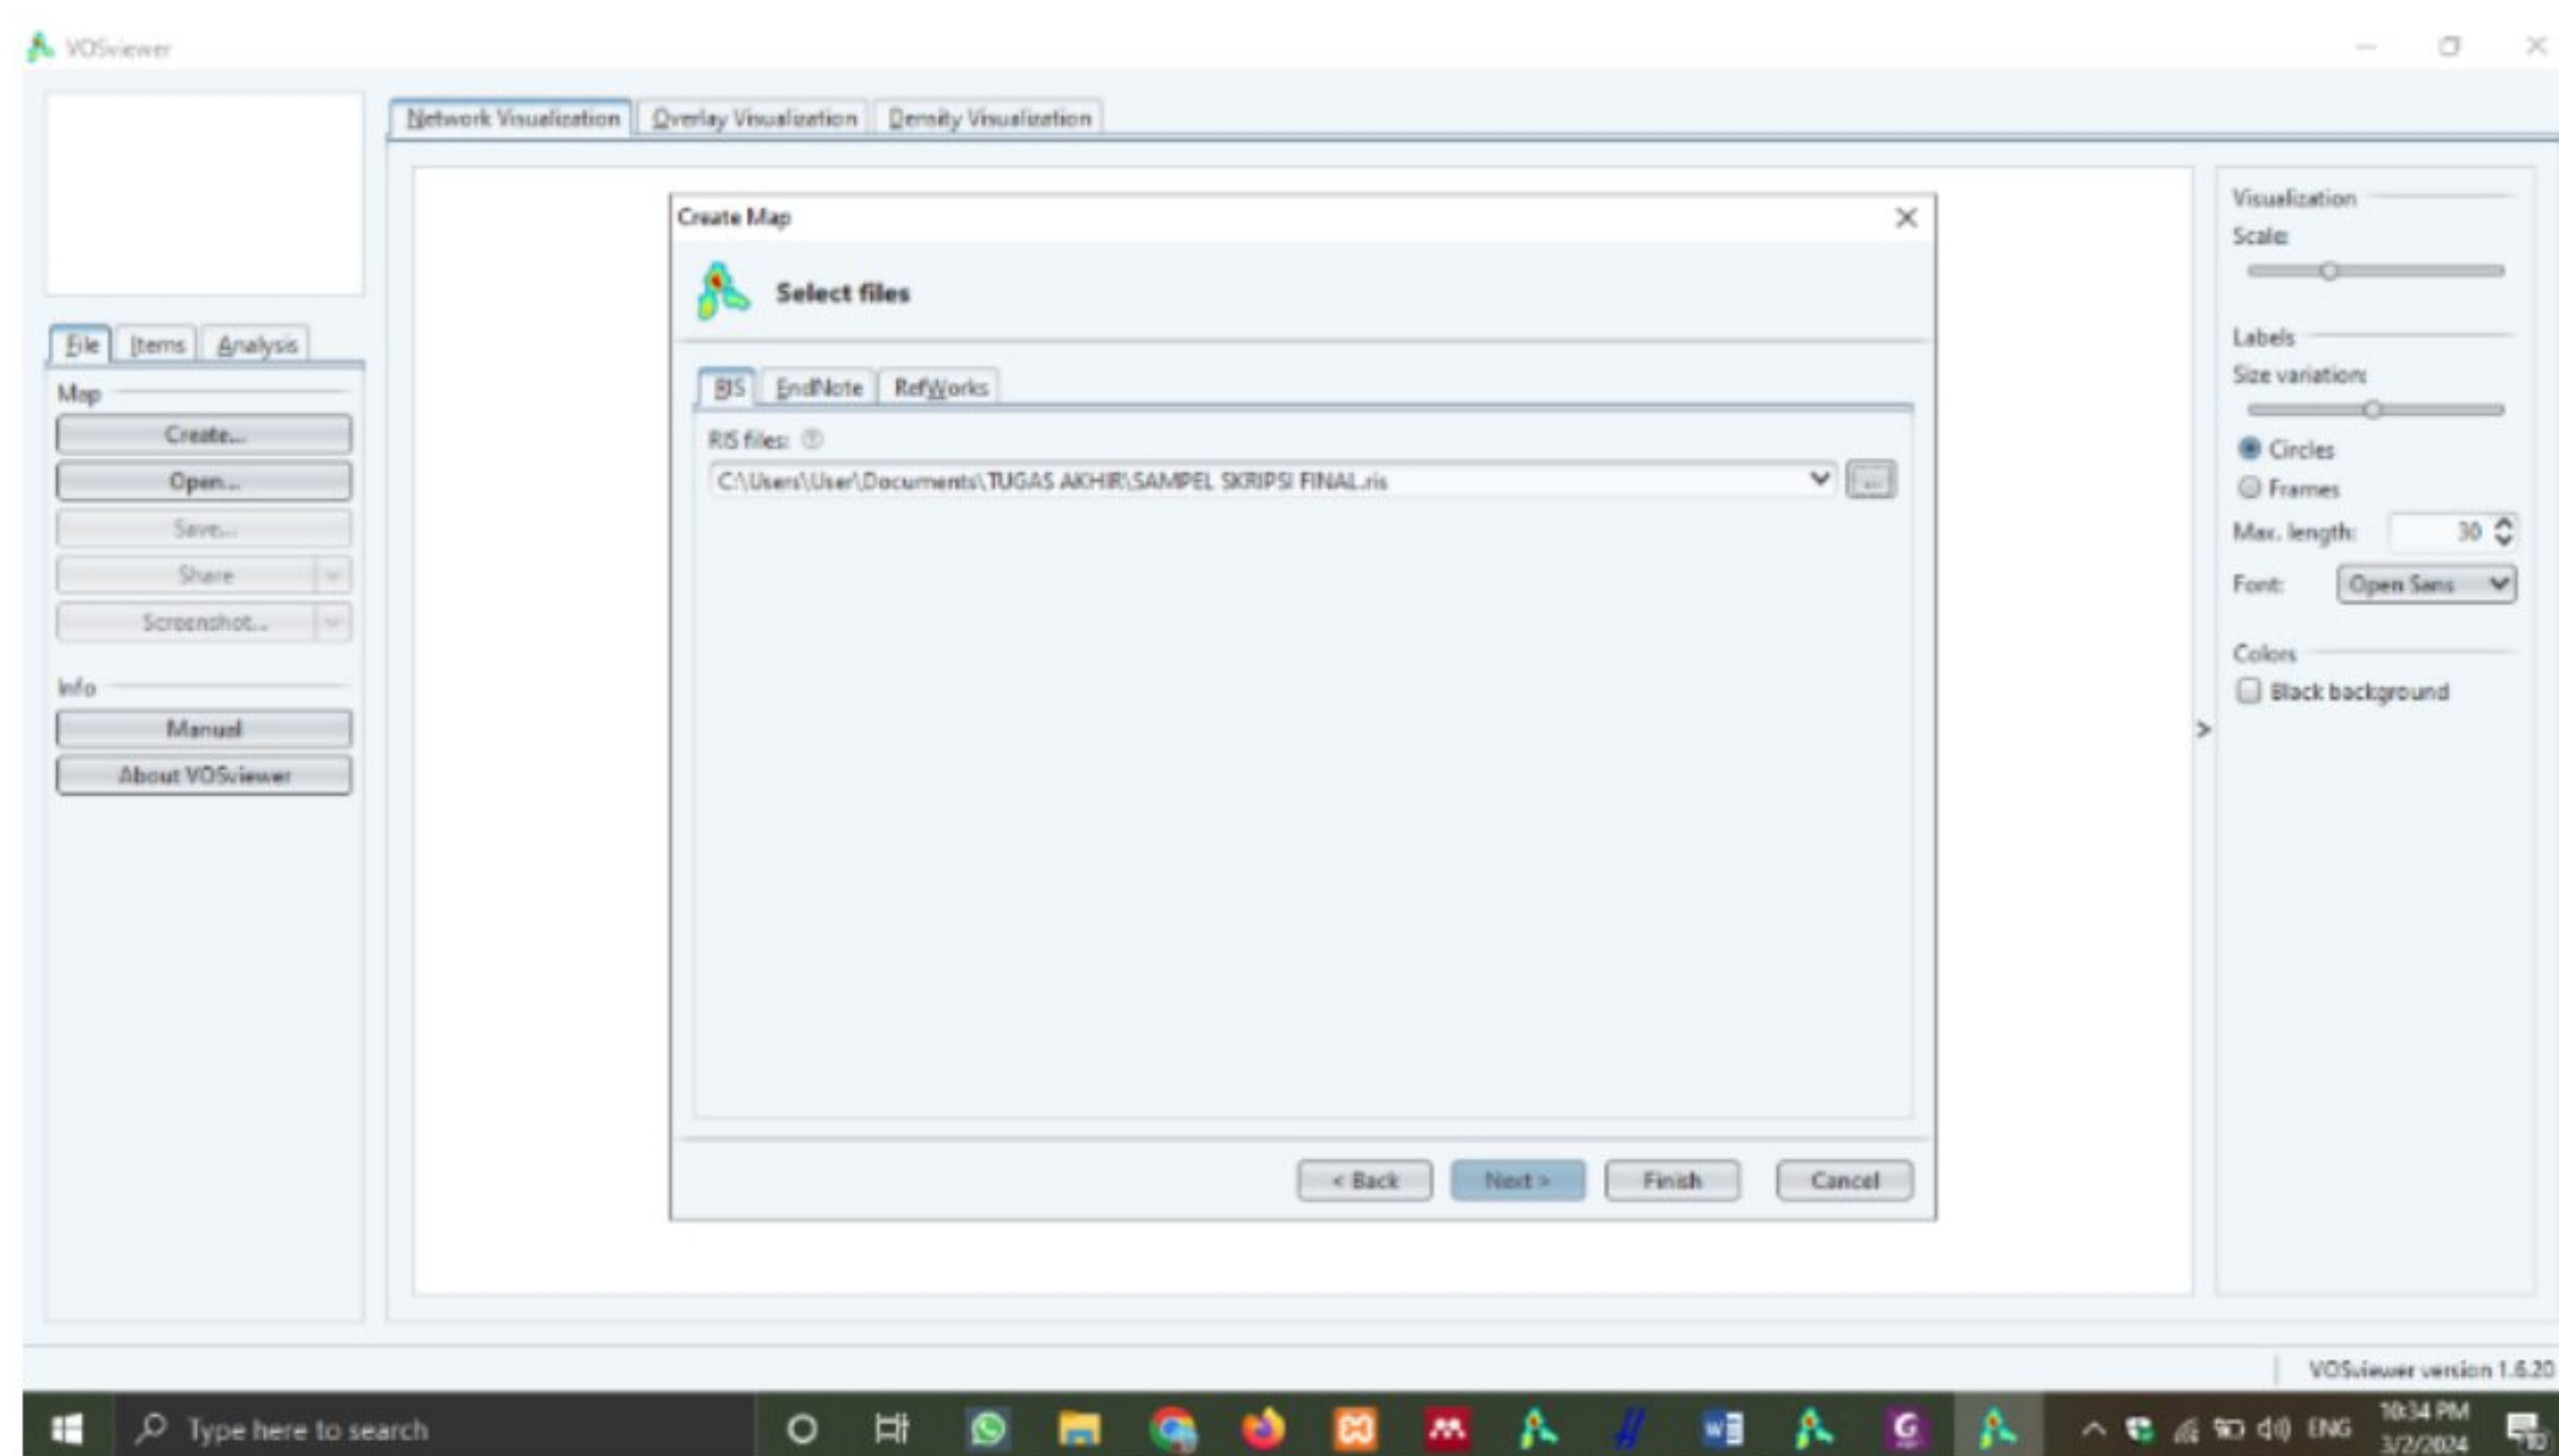 VOSviewer
Network Visualization Overlay Visualization Density Visualization
File Items Analysis
Map
Create...
Open...
Save...
Share
Screenshot...
Info
Manual
About VOSviewer
Create Map
Select files
RIS EndNote RefWorks
RIS files:
C:\Users\User\Documents\TUGAS AKHIR\SAMPEL SKRIPSI FINAL.ris
...
< Back Next > Finish Cancel
Visualization
Scale:
Labels
Size variation:
Circles
Frames
Max. length: 30
Font: Open Sans
Colors
Black background
>
VOSviewer version 1.6.20
Type here to search
ENG
10:34 PM
3/2/2024